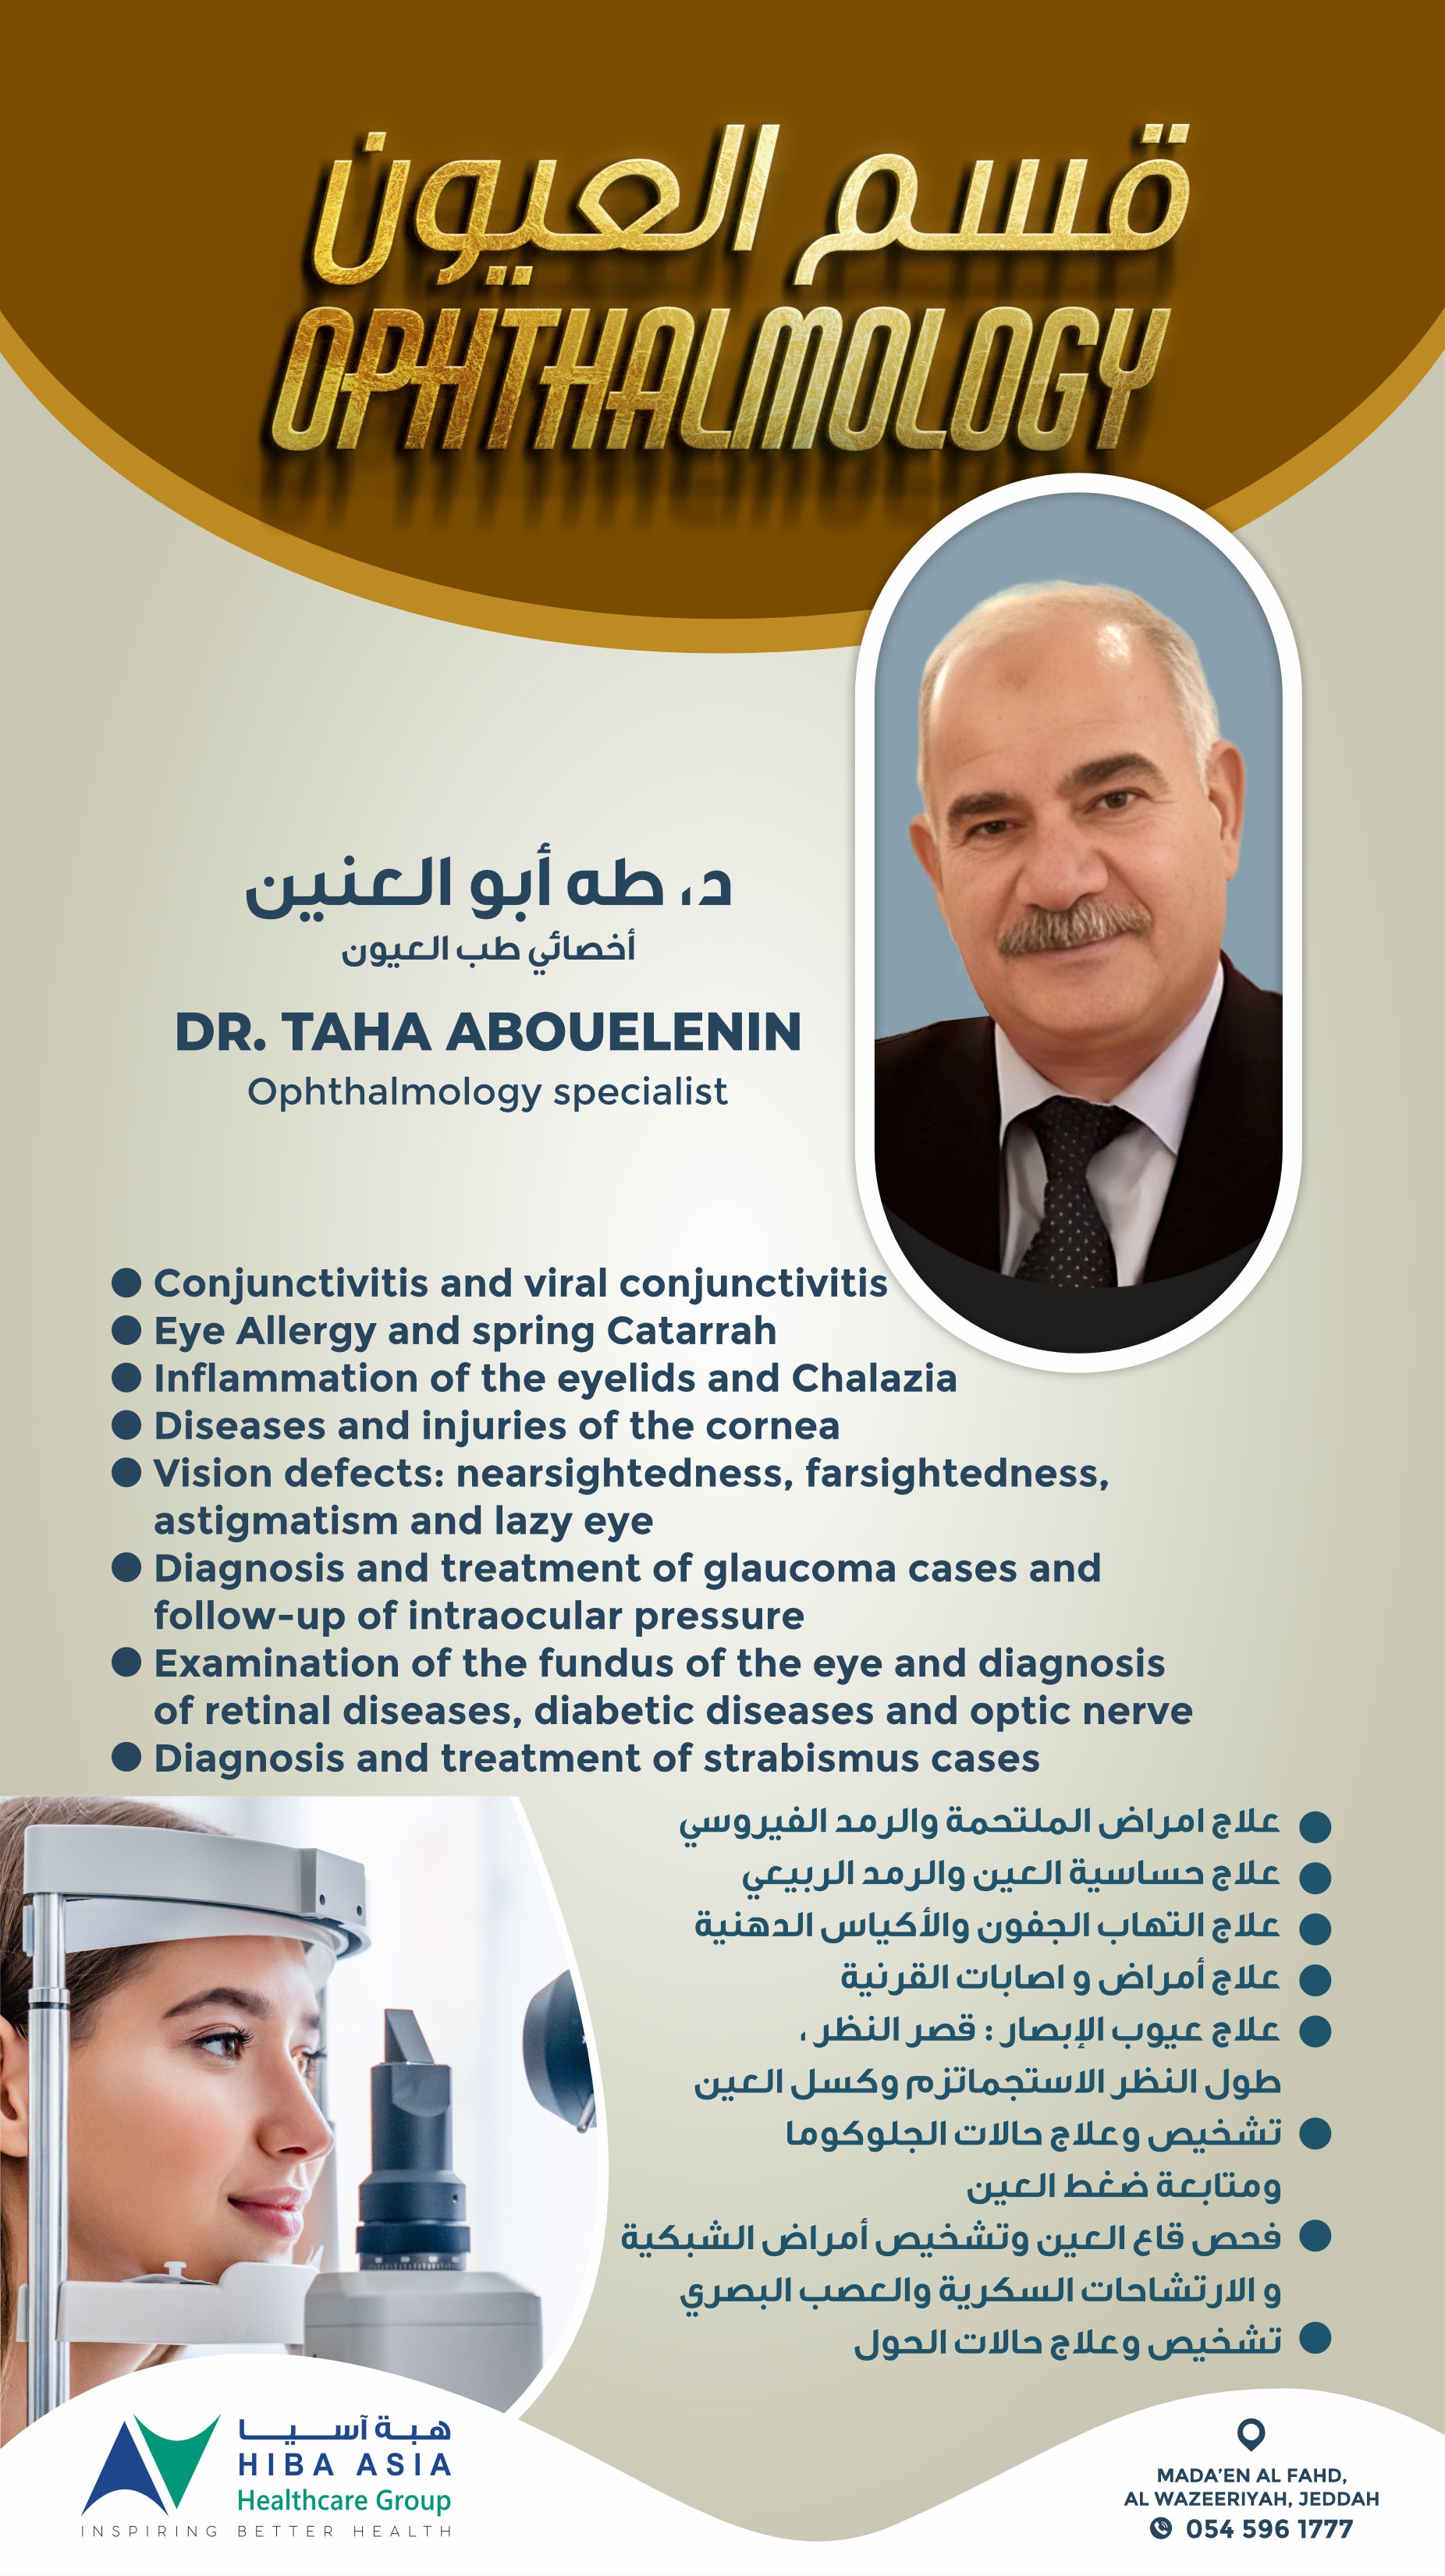 قسم العيون
OPHTHALMOLOGY
د. طه أبو العنين
أخصائي طب العيون
DR. TAHA ABOUELENIN
Ophthalmology specialist
● Conjunctivitis and viral conjunctivitis
● Eye Allergy and spring Catarrah
● Inflammation of the eyelids and Chalazia
● Diseases and injuries of the cornea
● Vision defects: nearsightedness, farsightedness,
astigmatism and lazy eye
● Diagnosis and treatment of glaucoma cases and
follow-up of intraocular pressure
● Examination of the fundus of the eye and diagnosis
of retinal diseases, diabetic diseases and optic nerve
● Diagnosis and treatment of strabismus cases
● علاج امراض الملتحمة والرمد الفيروسي
● علاج حساسية العين والرمد الربيعي
● علاج التهاب الجفون والأكياس الدهنية
● علاج أمراض و اصابات القرنية
● علاج عيوب الإبصار : قصر النظر ،
طول النظر الاستجماتزم وكسل العين
● تشخيص وعلاج حالات الجلوكوما
ومتابعة ضغط العين
● فحص قاع العين وتشخيص أمراض الشبكية
و الارتشاحات السكرية والعصب البصري
● تشخيص وعلاج حالات الحول
هبة آسيا
HIBA ASIA
Healthcare Group
INSPIRING BETTER HEALTH
MADA'EN AL FAHD,
AL WAZEERIYAH, JEDDAH
054 596 1777